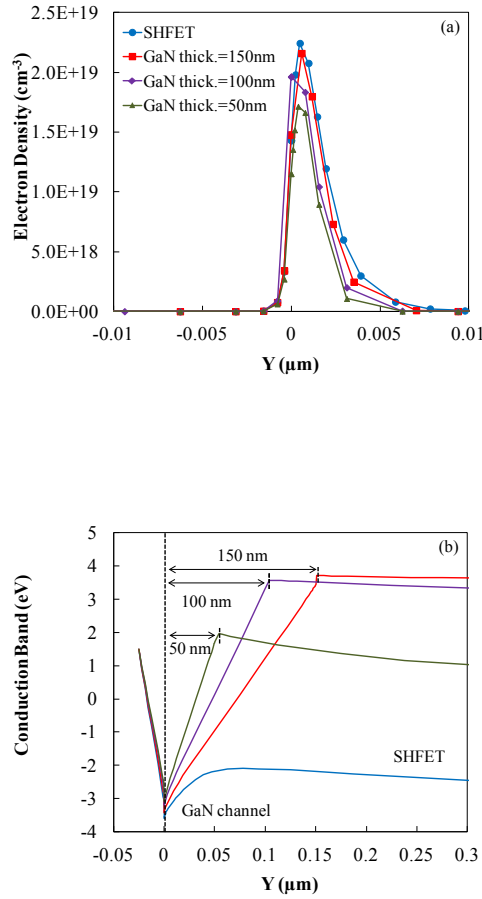 (a)
SHFET
GaN thick.=150nm
GaN thick.=100nm
GaN thick.=50nm
Electron Density (cm-3)
2.5E+19
2.0E+19
1.5E+19
1.0E+19
5.0E+18
0.0E+00
-0.01 -0.005 0 0.005 0.01
Y (µm)
(b)
Conduction Band (eV)
5
4
3
2
1
0
-1
-2
-3
-4
150 nm
100 nm
50 nm
SHFET
GaN channel
-0.05 0 0.05 0.1 0.15 0.2 0.25 0.3
Y (µm)